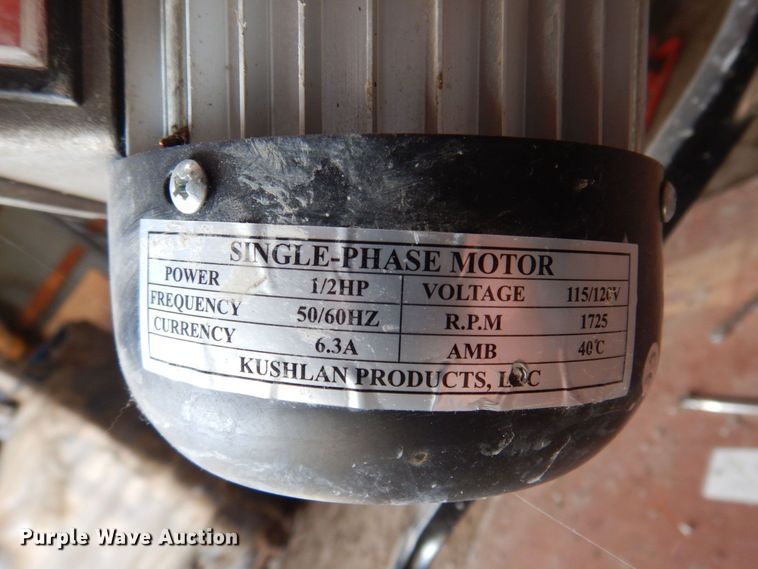 SINGLE-PHASE MOTOR
POWER 1/2HP VOLTAGE 115/120V
FREQUENCY 50/60HZ R.P.M 1725
CURRENCY 6.3A AMB 40℃
KUSHLAN PRODUCTS, LLC
Purple Wave Auction